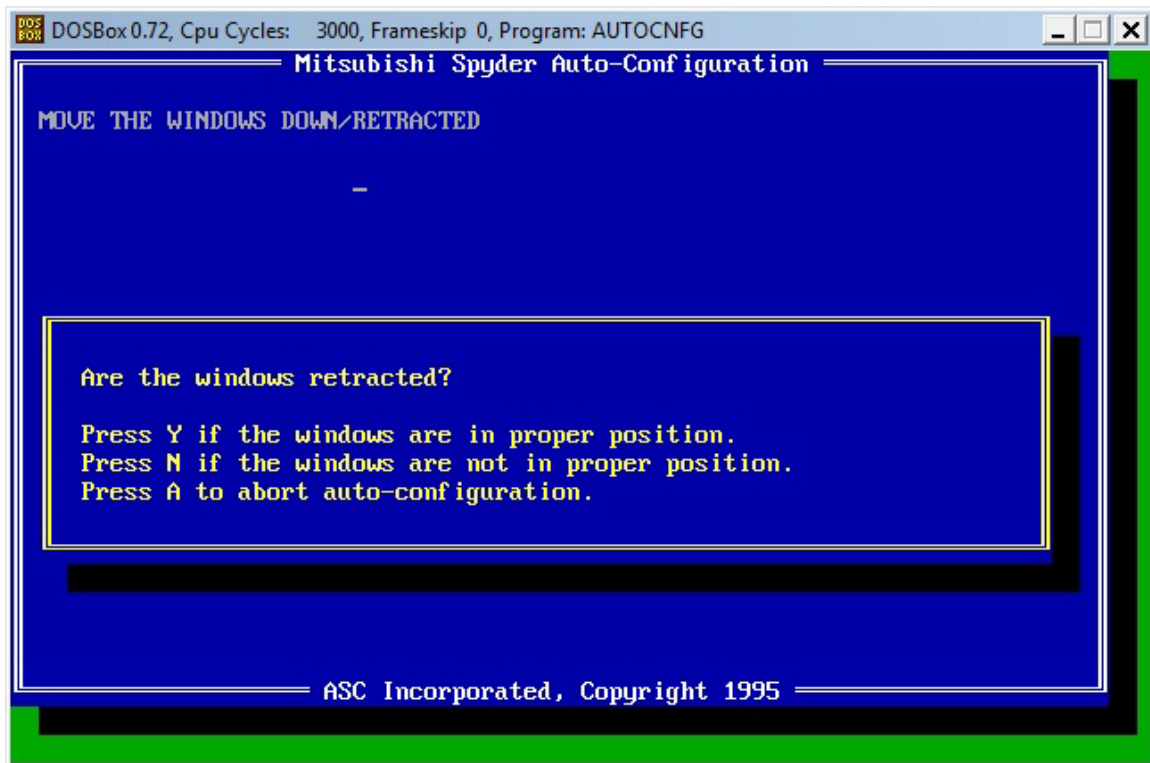 DOS BOX DOSBox 0.72, Cpu Cycles: 3000, Frameskip 0, Program: AUTOCNFG
Mitsubishi Spyder Auto-Configuration
MOVE THE WINDOWS DOWN/RETRACTED
Are the windows retracted?
Press Y if the windows are in proper position.
Press N if the windows are not in proper position.
Press A to abort auto-configuration.
ASC Incorporated, Copyright 1995